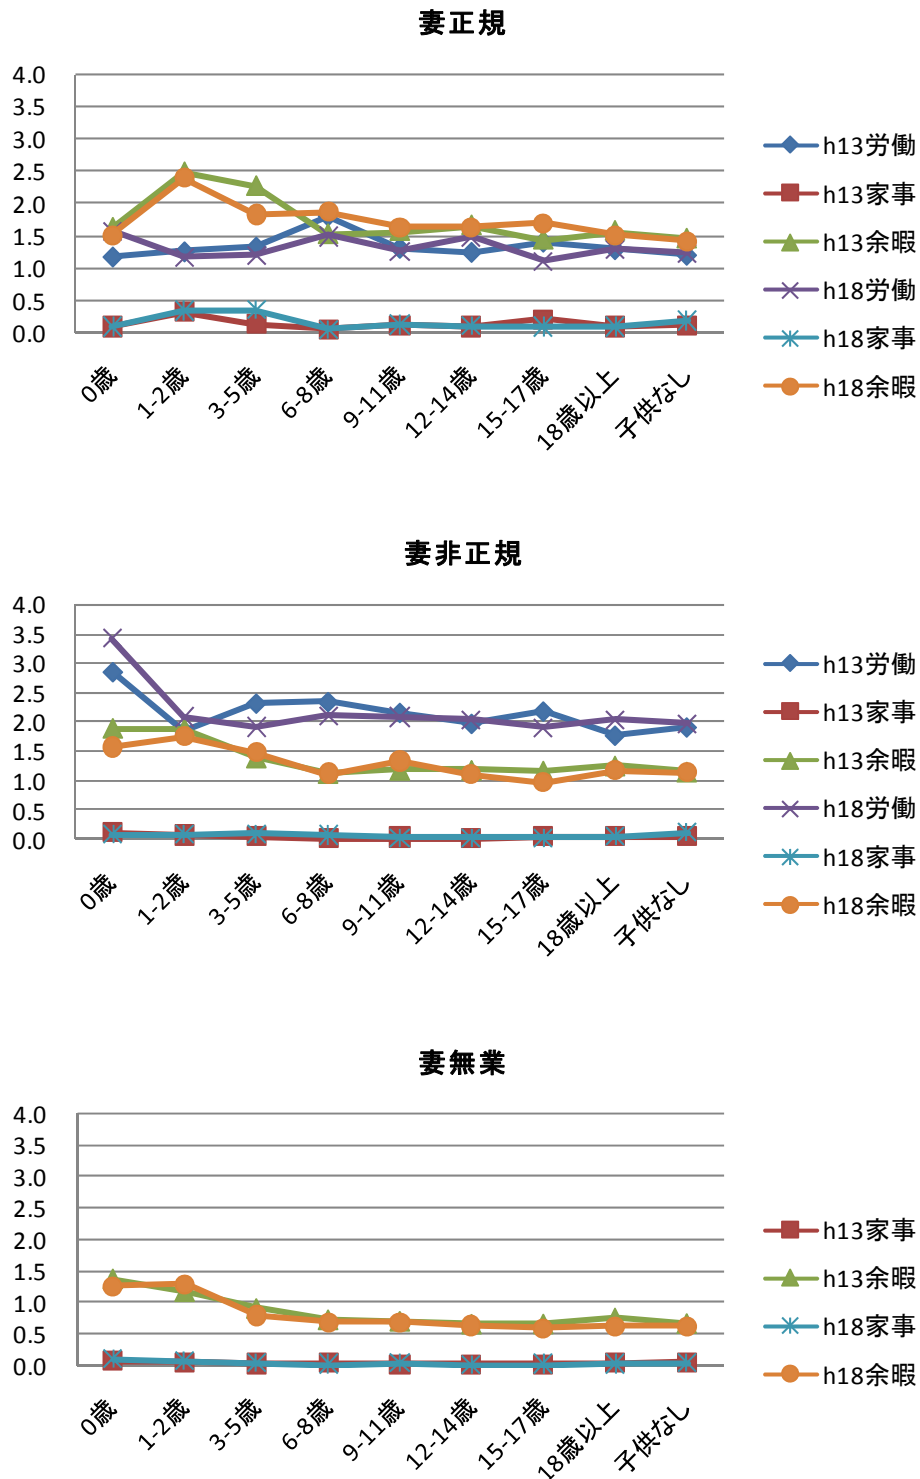 妻正規
4.0
3.5
3.0
2.5
2.0
1.5
1.0
0.5
0.0
0歳
1-2歳
3-5歳
6-8歳
9-11歳
12-14歳
15-17歳
18歳以上
子供なし
h13労働
h13家事
h13余暇
h18労働
h18家事
h18余暇
妻非正規
4.0
3.5
3.0
2.5
2.0
1.5
1.0
0.5
0.0
0歳
1-2歳
3-5歳
6-8歳
9-11歳
12-14歳
15-17歳
18歳以上
子供なし
h13労働
h13家事
h13余暇
h18労働
h18家事
h18余暇
妻無業
4.0
3.5
3.0
2.5
2.0
1.5
1.0
0.5
0.0
0歳
1-2歳
3-5歳
6-8歳
9-11歳
12-14歳
15-17歳
18歳以上
子供なし
h13家事
h13余暇
h18家事
h18余暇